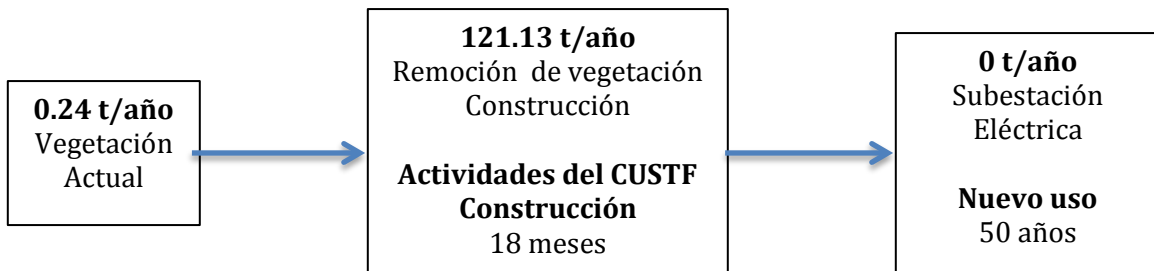 0.24 t/año
Vegetación
Actual
121.13 t/año
Remoción de vegetación
Construcción
Actividades del CUSTF
Construcción
18 meses
0 t/año
Subestación
Eléctrica
Nuevo uso
50 años